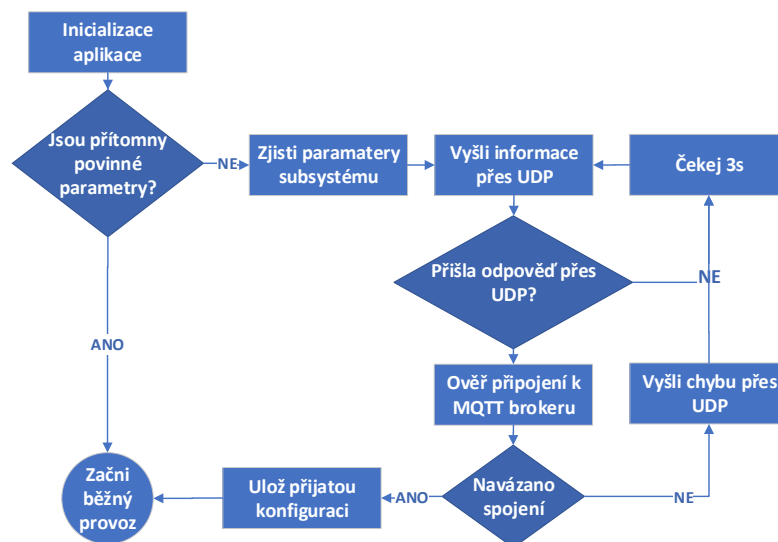 Inicializace
aplikace
Jsou přítomny
povinné
parametry?
NE
Zjisti paramatery
subsystému
Vyšli informace
přes UDP
Čekej 3s
Přišla odpověď přes
UDP?
NE
ANO
Ověř připojení k
MQTT brokeru
Vyšli chybu přes
UDP
Začni
běžný
provoz
Ulož přijatou
konfiguraci
ANO
Navázano
spojení
NE